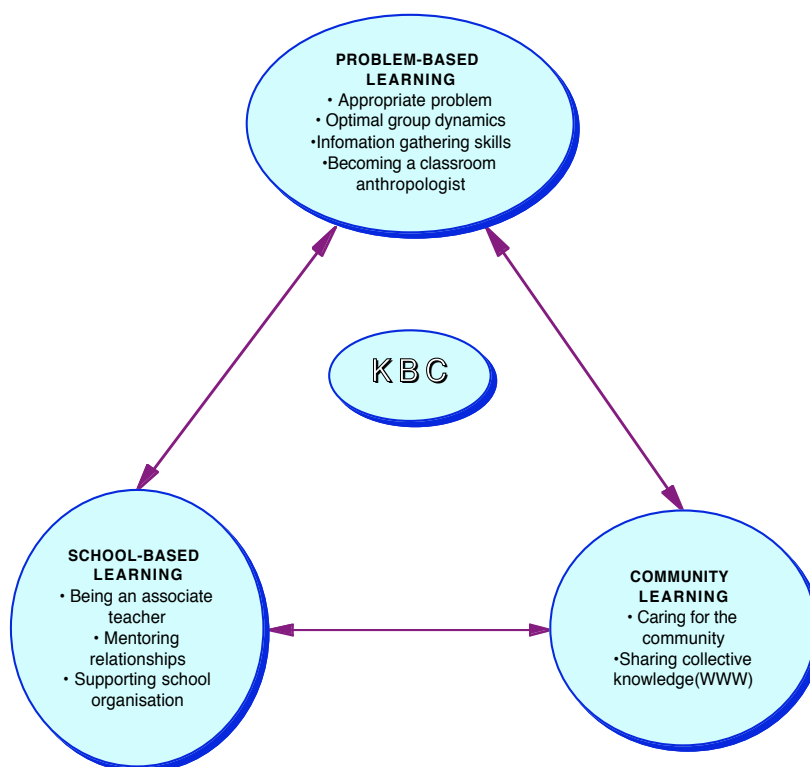 PROBLEM-BASED
LEARNING
• Appropriate problem
• Optimal group dynamics
•Infomation gathering skills
•Becoming a classroom
anthropologist
KBC
SCHOOL-BASED
LEARNING
• Being an associate
teacher
• Mentoring
relationships
• Supporting school
organisation
COMMUNITY
LEARNING
• Caring for the
community
•Sharing collective
knowledge(WWW)